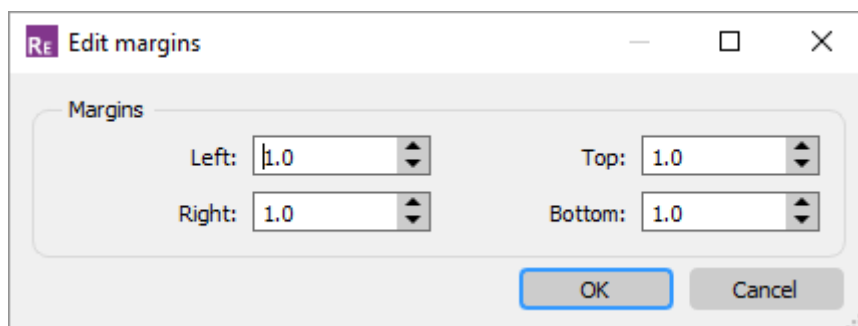 RE Edit margins
Margins
Left: 1.0 Top: 1.0
Right: 1.0 Bottom: 1.0
OK Cancel